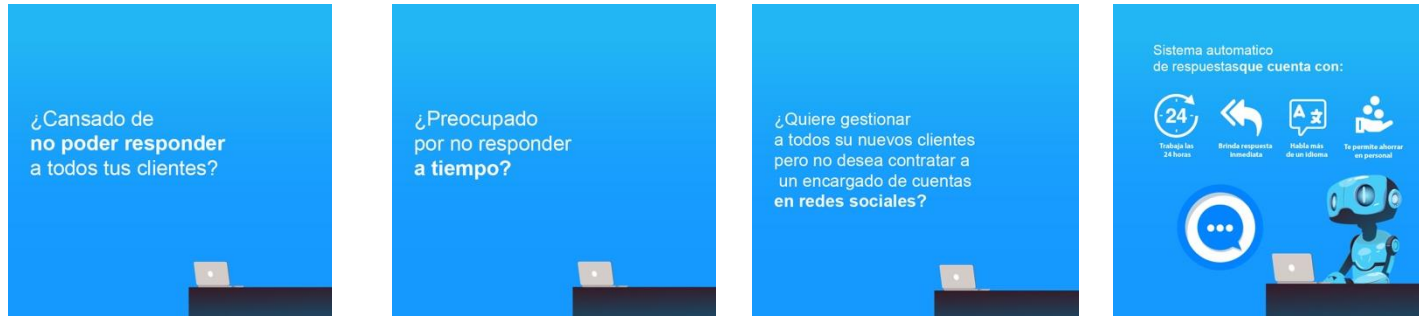 ¿Cansado de
no poder responder
a todos tus clientes?
¿Preocupado
por no responder
a tiempo?
¿Quiere gestionar
a todos su nuevos clientes
pero no desea contratar a
un encargado de cuentas
en redes sociales?
Sistema automatico
de respuestasque cuenta con:
24
Trabaja las
24 horas
Brinda respuesta
inmediata
A 文
Habla más
de un idioma
Te permite ahorrar
en personal